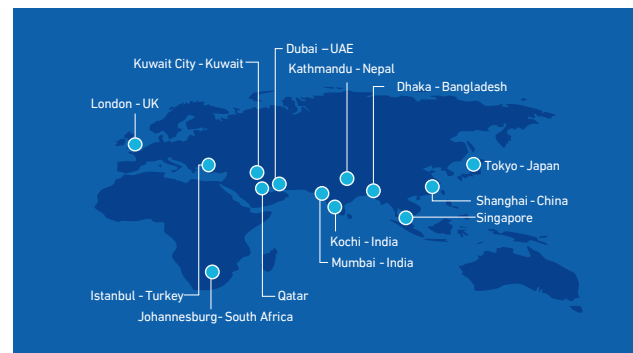 Dubai – UAE
Kuwait City - Kuwait
Kathmandu - Nepal
Dhaka - Bangladesh
London - UK
Tokyo - Japan
Shanghai - China
Singapore
Kochi - India
Mumbai - India
Istanbul - Turkey
Qatar
Johannesburg- South Africa